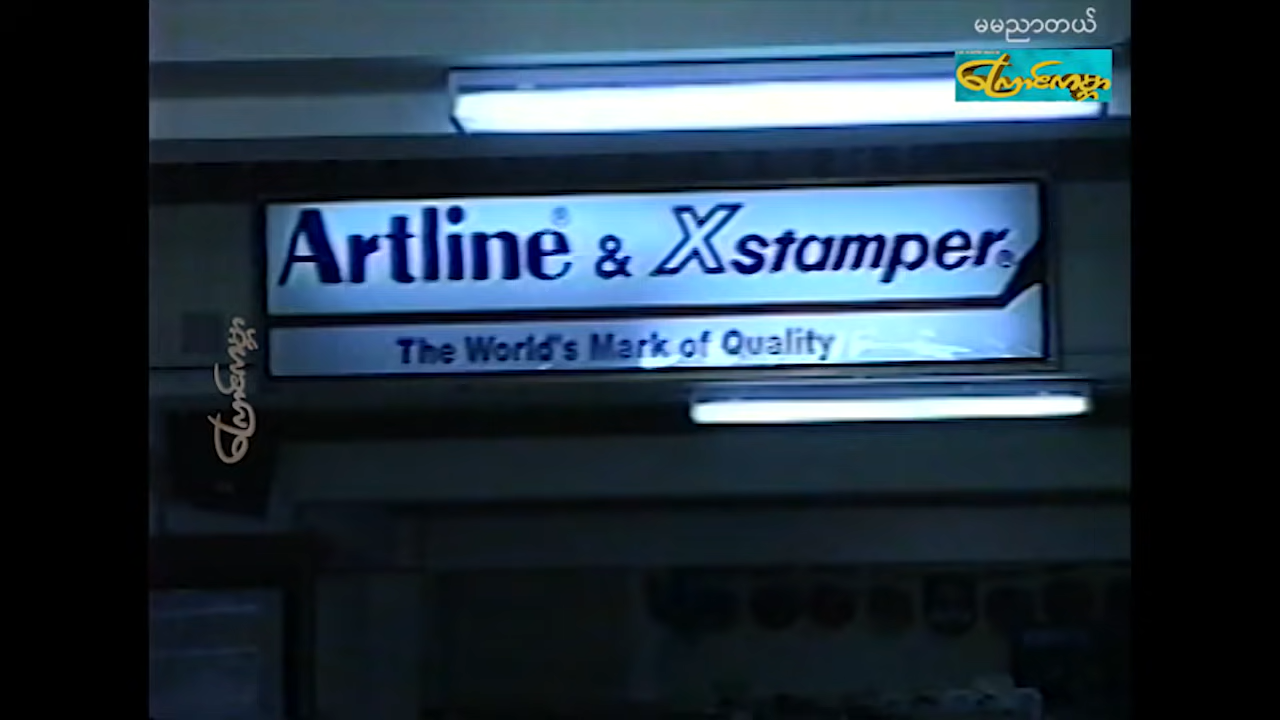 မမညာတယ်
Artline® & Xstamper®
The World's Mark of Quality